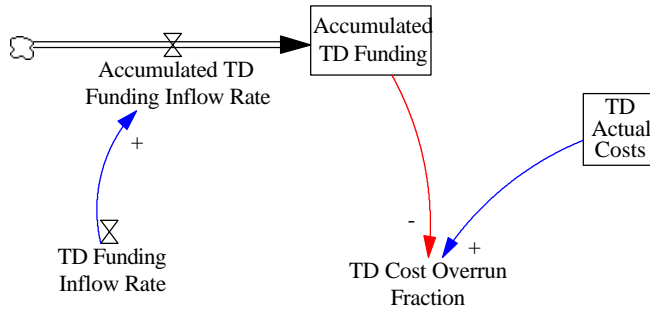 Accumulated
TD Funding
Accumulated TD
Funding Inflow Rate
TD
Actual
Costs
+
-
+
TD Funding
Inflow Rate
TD Cost Overrun
Fraction